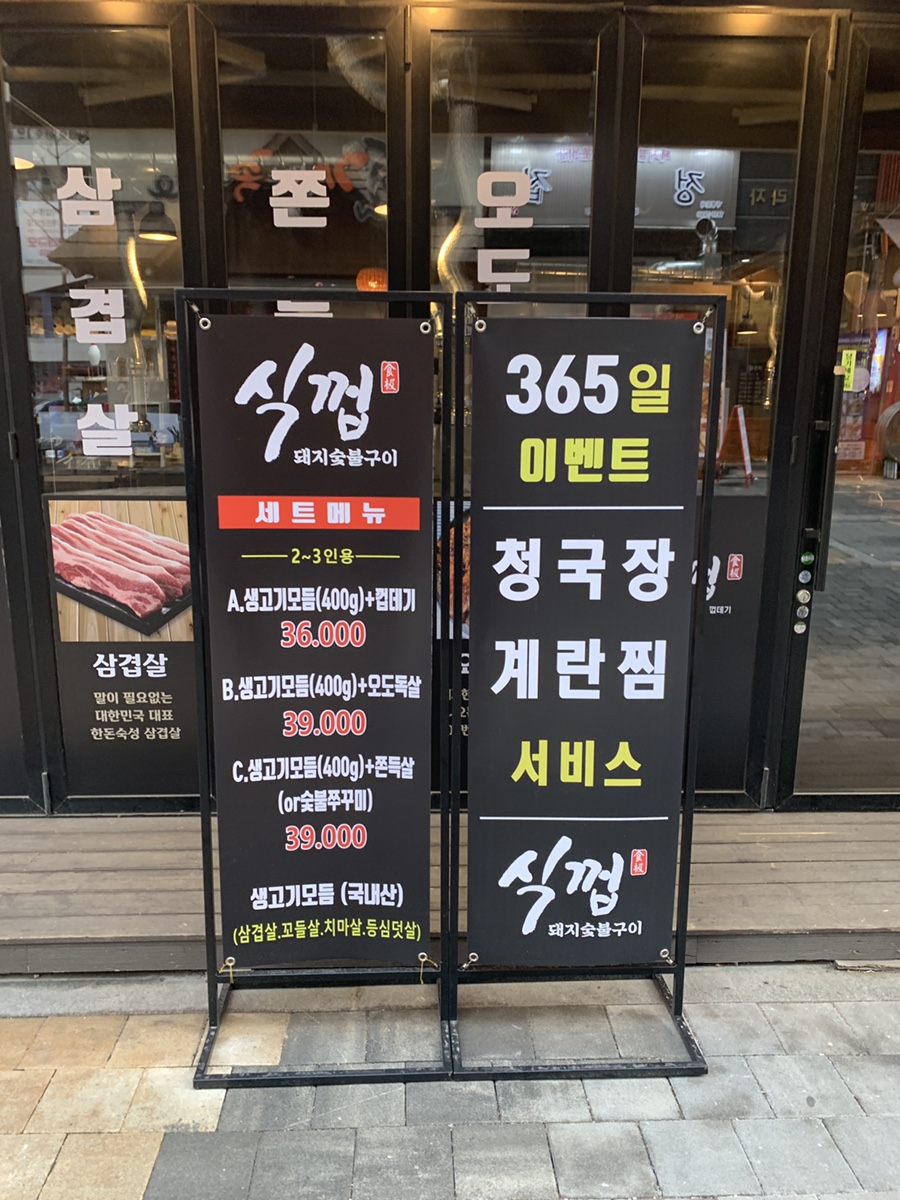 삼겹살
쫀
오도
식껍
食板
돼지숯불구이
세트메뉴
2~3인용
A.생고기모듬(400g)+껍데기
36.000
B.생고기모듬(400g)+오도독살
39.000
C.생고기모듬(400g)+쫀득살
(or숯불쭈꾸미)
39.000
생고기모듬 (국내산)
(삼겹살.꼬들살.치마살.등심덧살)
365일
이벤트
청국장
계란찜
서비스
식껍
食板
돼지숯불구이
삼겹살
말이 필요없는
대한민국 대표
한돈숙성 삼겹살
껍
껍데기